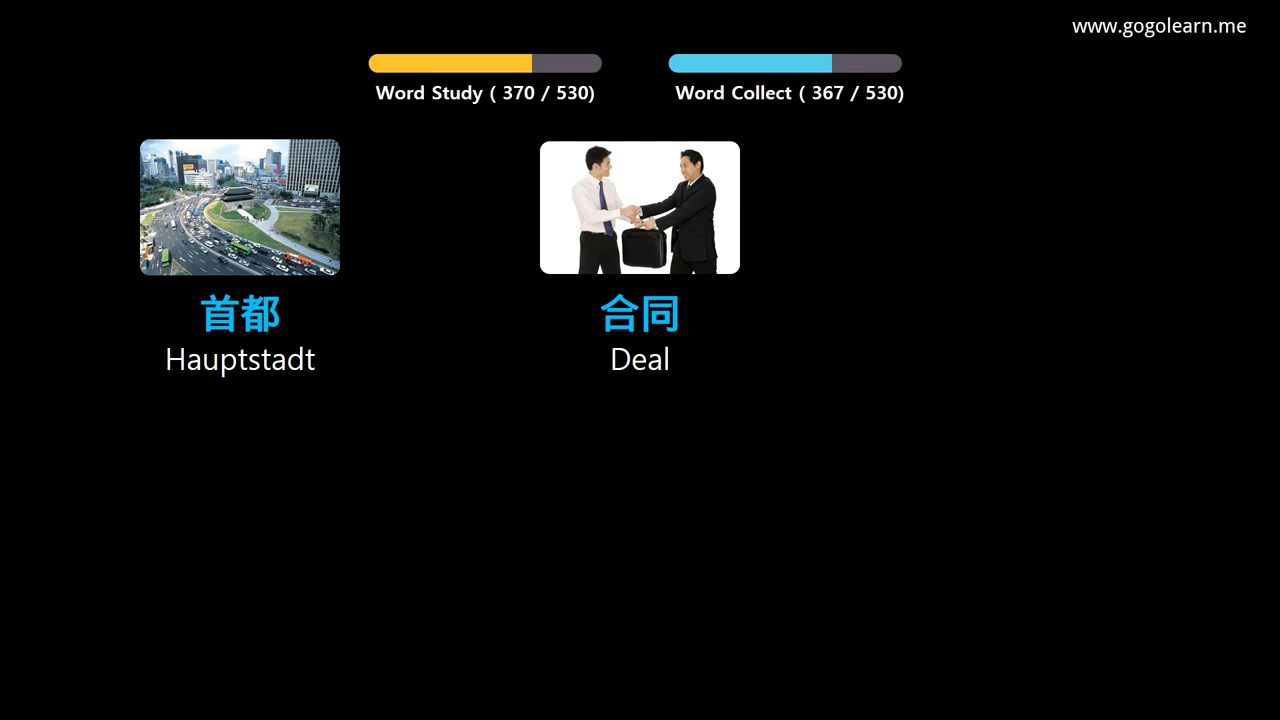 www.gogolearn.me
Word Study ( 370 / 530)
Word Collect ( 367 / 530)
首都
Hauptstadt
合同
Deal